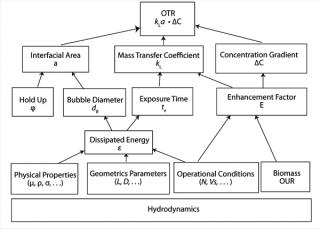 OTR
kLa • ΔC
Interfacial Area
a
Mass Transfer Coefficient
kL
Concentration Gradient
ΔC
Hold Up
φ
Bubble Diameter
dB
Exposure Time
te
Enhancement Factor
E
Dissipated Energy
ε
Physical Properties
(μ, ρ, σ, . . .)
Geometrics Parameters
(L, D, . . .)
Operational Conditions
(N, Vs, . . .)
Biomass
OUR
Hydrodynamics